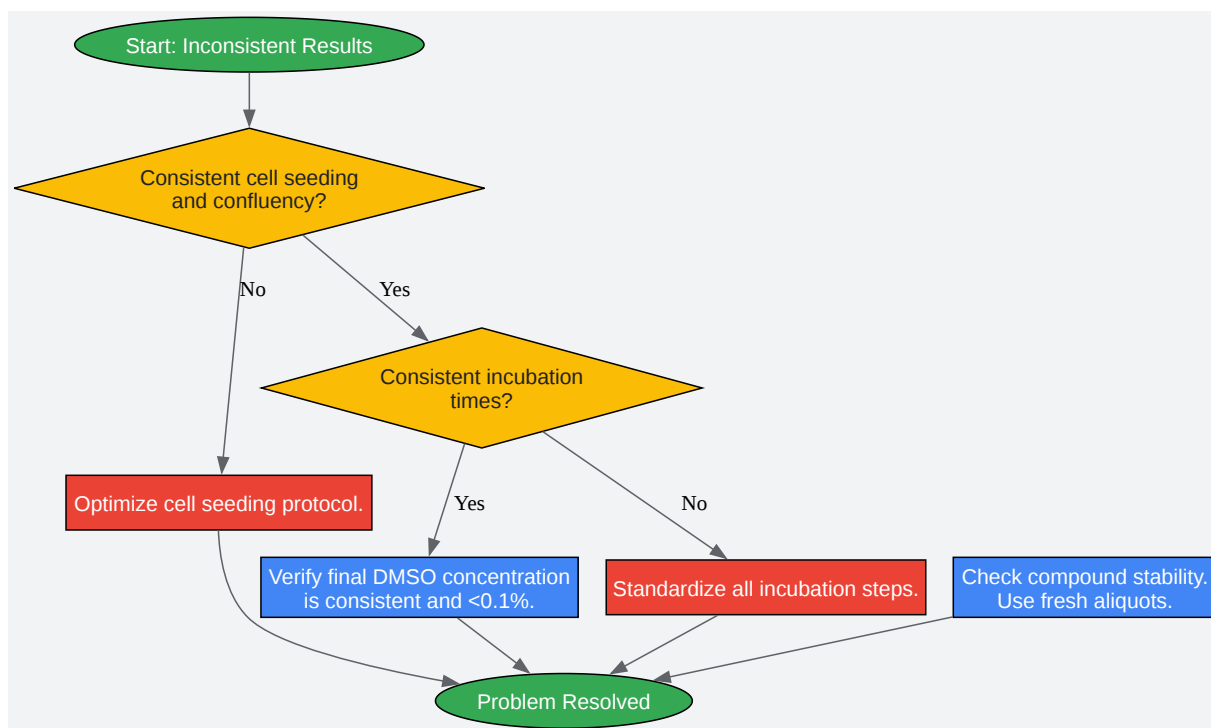 Start: Inconsistent Results
Consistent cell seeding
and confluency?
No
Yes
Consistent incubation
times?
Optimize cell seeding protocol.
Yes
No
Verify final DMSO concentration
is consistent and <0.1%.
Standardize all incubation steps.
Check compound stability.
Use fresh aliquots.
Problem Resolved